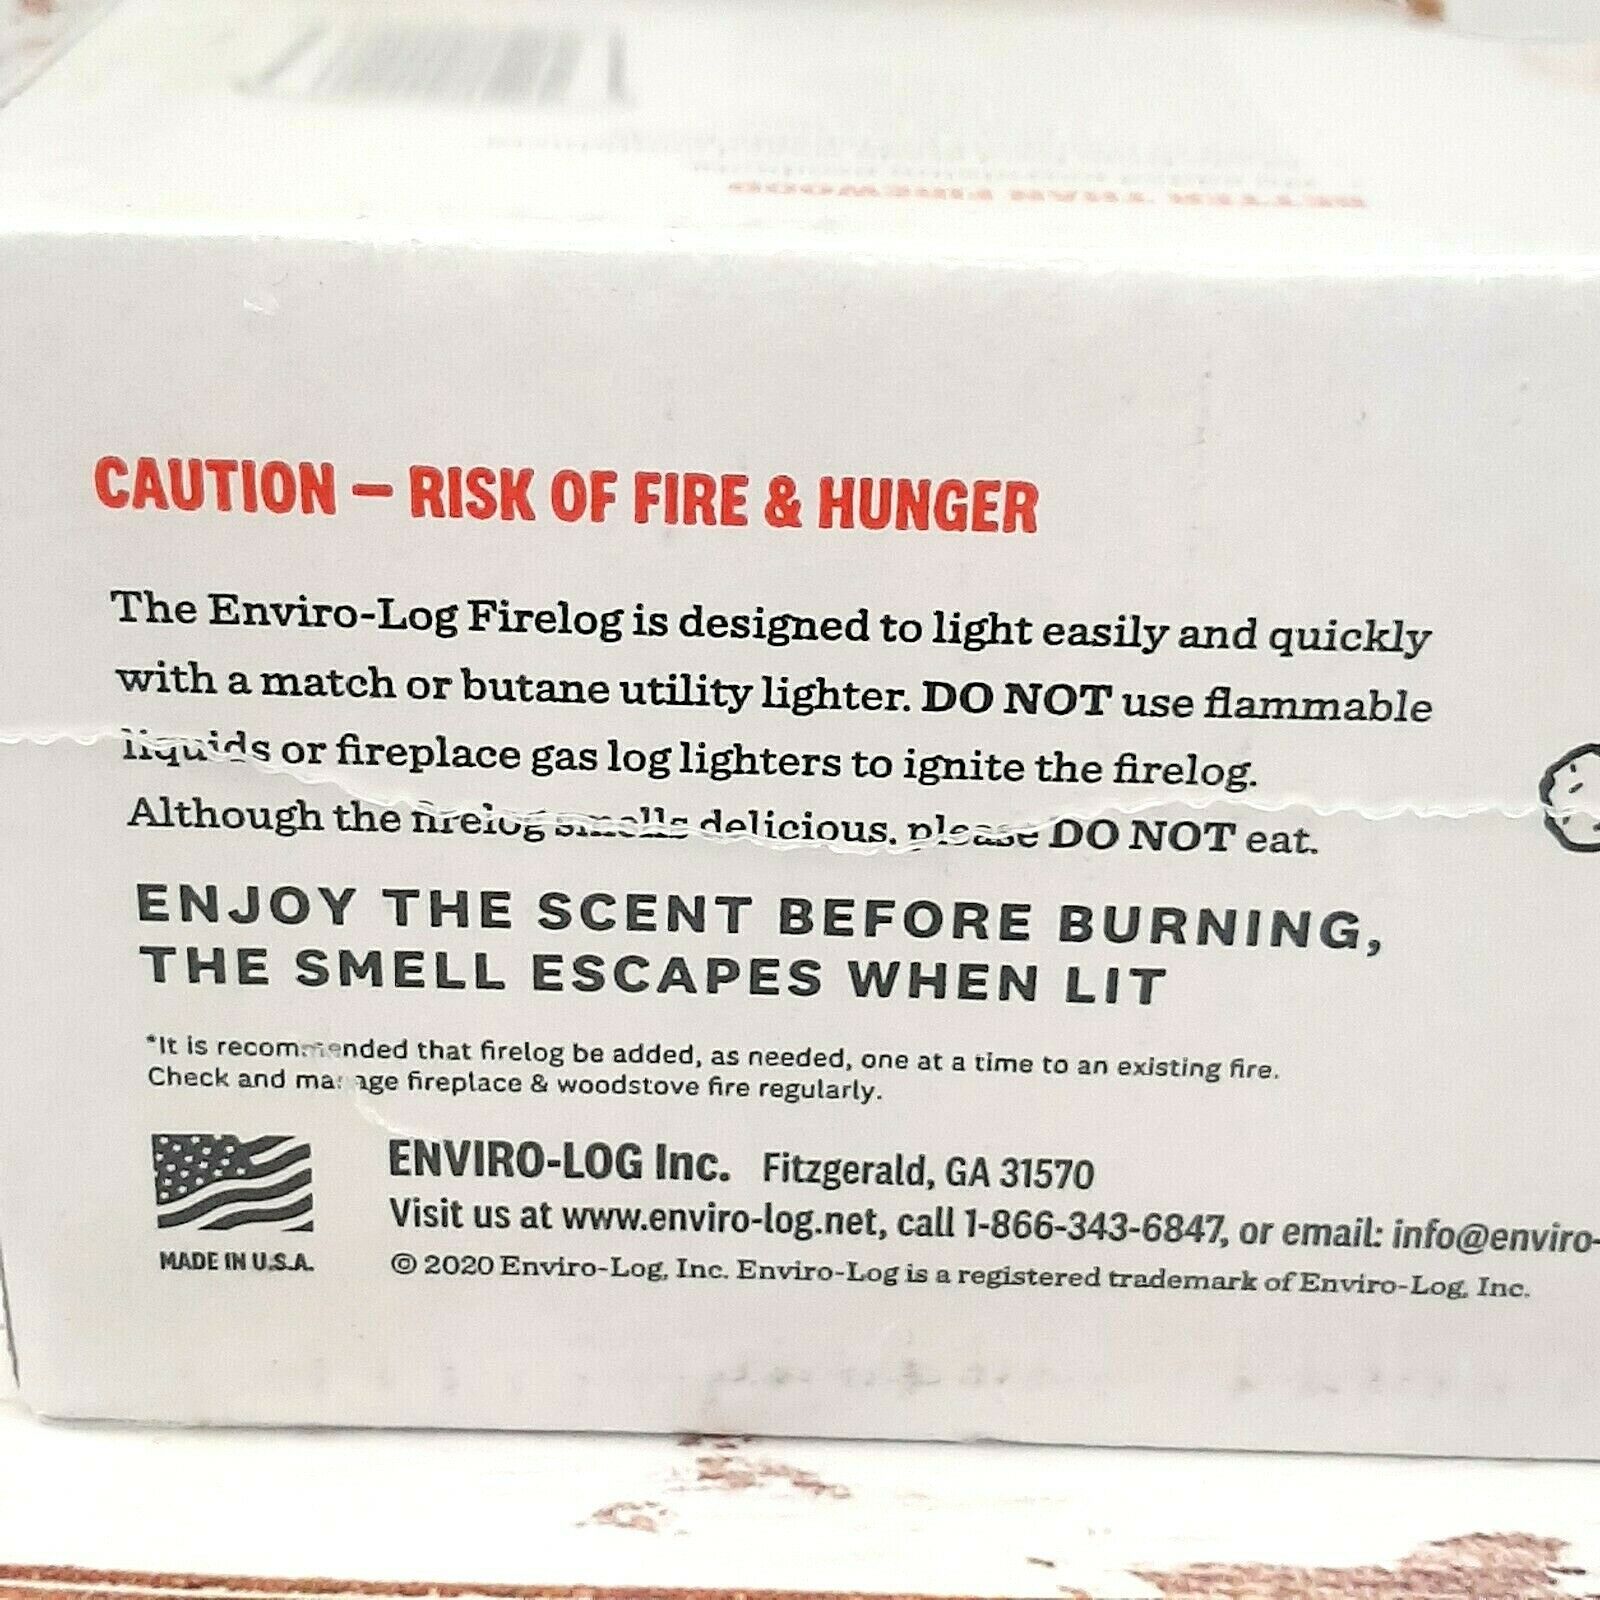 BETTER THAN FIREWOOD
CAUTION – RISK OF FIRE & HUNGER
The Enviro-Log Firelog is designed to light easily and quickly
with a match or butane utility lighter. DO NOT use flammable
liquids or fireplace gas log lighters to ignite the firelog.
Although the firelog smells delicious, please DO NOT eat.
ENJOY THE SCENT BEFORE BURNING,
THE SMELL ESCAPES WHEN LIT
*It is recommended that firelog be added, as needed, one at a time to an existing fire.
Check and manage fireplace & woodstove fire regularly.
MADE IN U.S.A.
ENVIRO-LOG Inc. Fitzgerald, GA 31570
Visit us at www.enviro-log.net, call 1-866-343-6847, or email: info@enviro-
© 2020 Enviro-Log, Inc. Enviro-Log is a registered trademark of Enviro-Log, Inc.